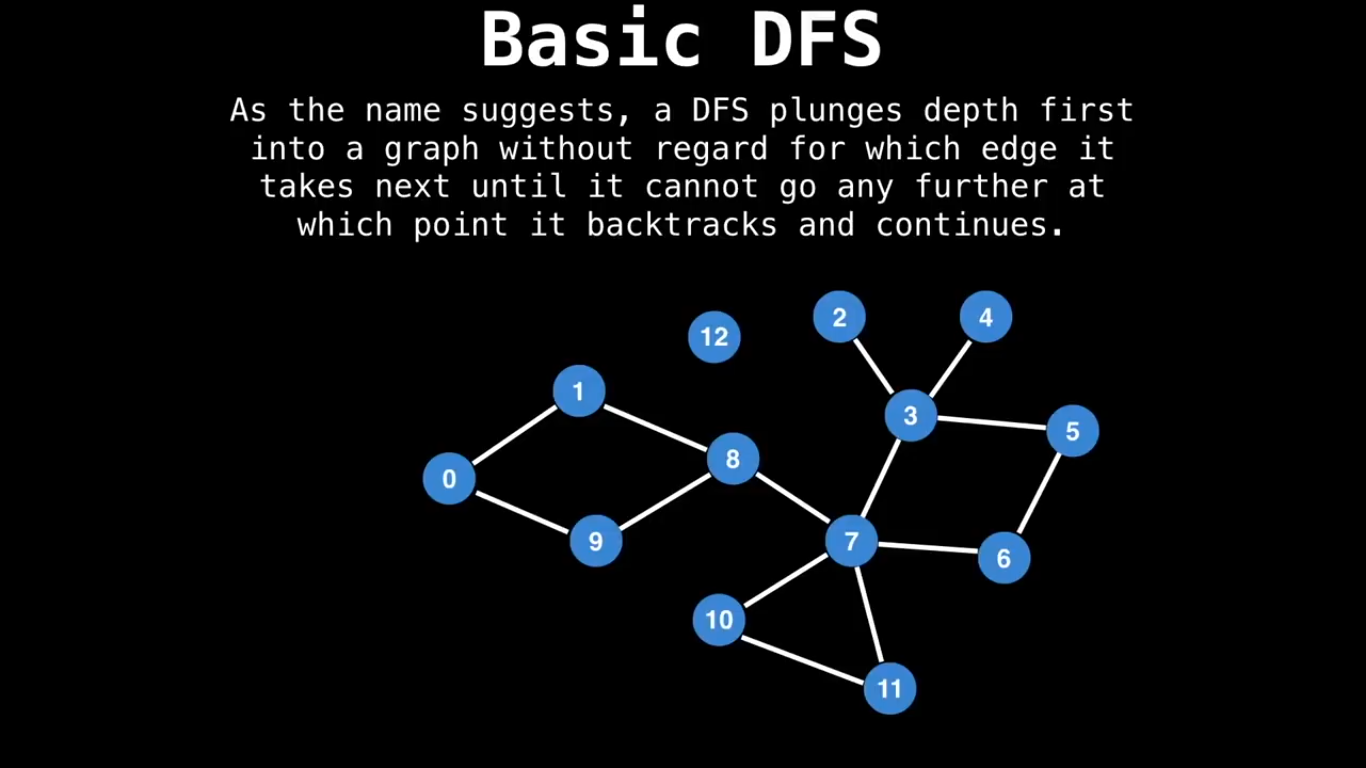 Basic DFS
As the name suggests, a DFS plunges depth first
into a graph without regard for which edge it
takes next until it cannot go any further at
which point it backtracks and continues.
2
4
12
1
3
5
8
0
9
7
6
10
11